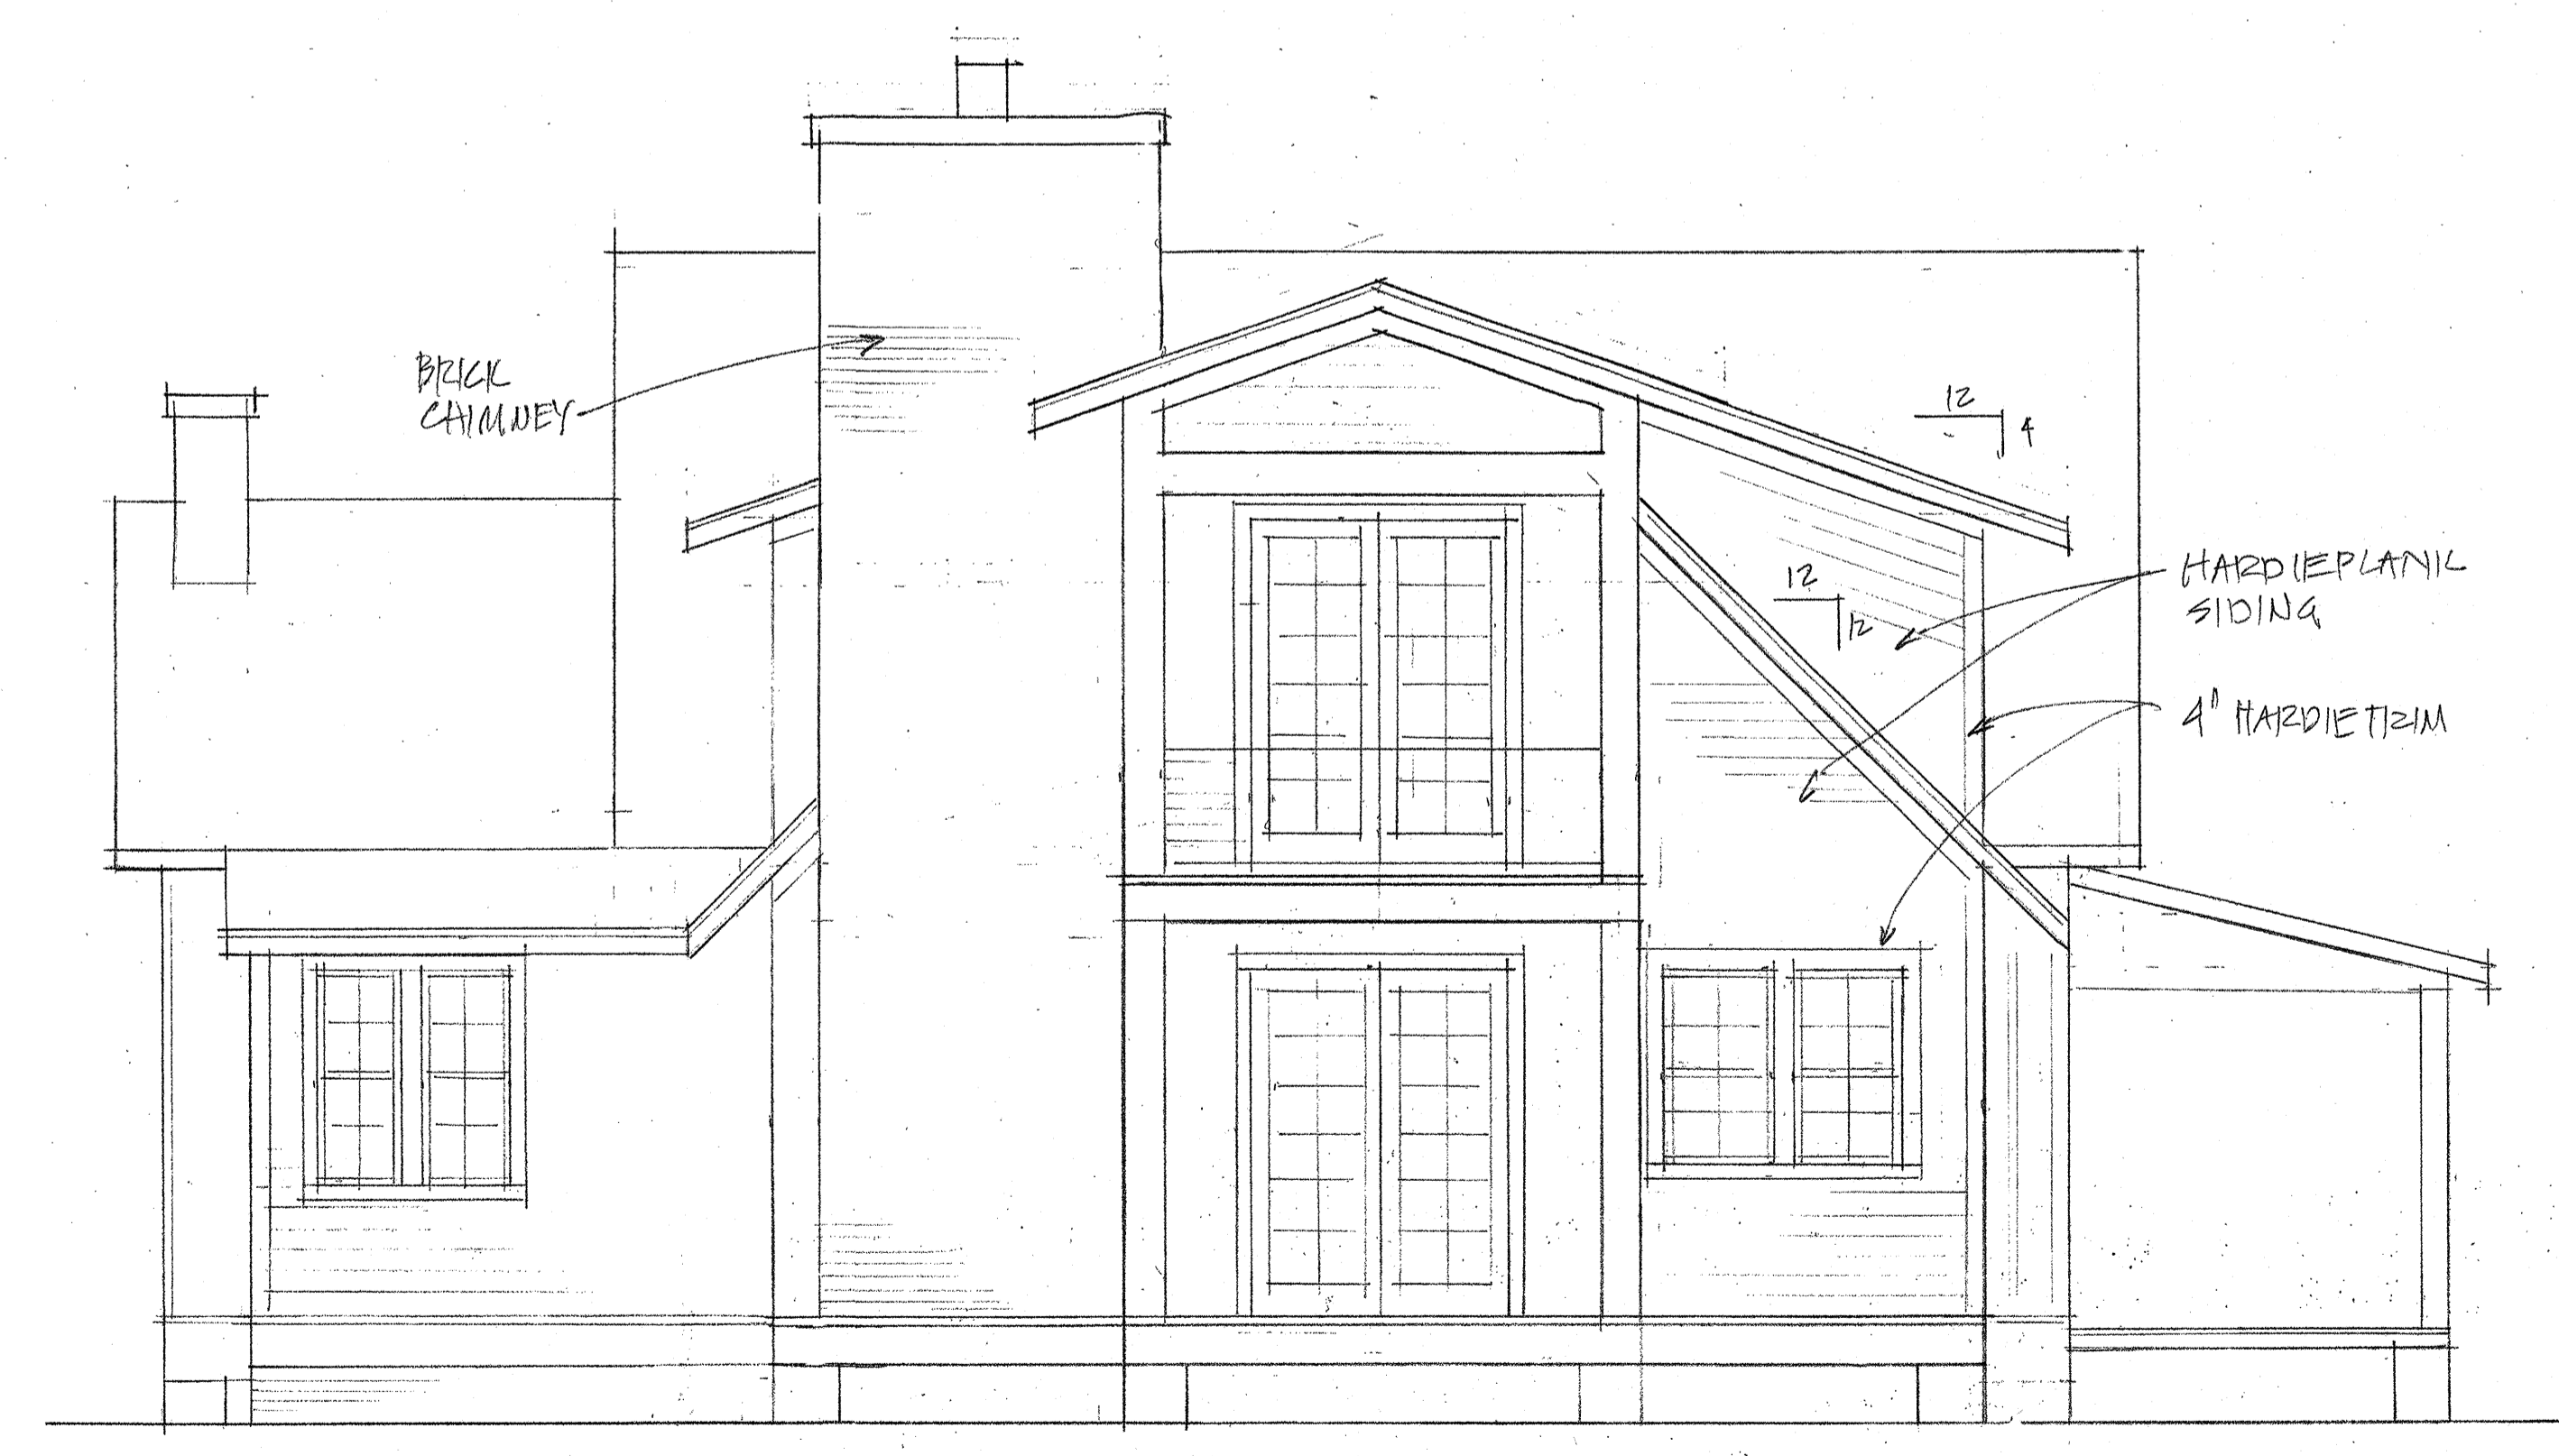 BRICK
CHIMNEY
12
4
12
12
HARDIEPLANK
SIDING
4" HARDIETRIM